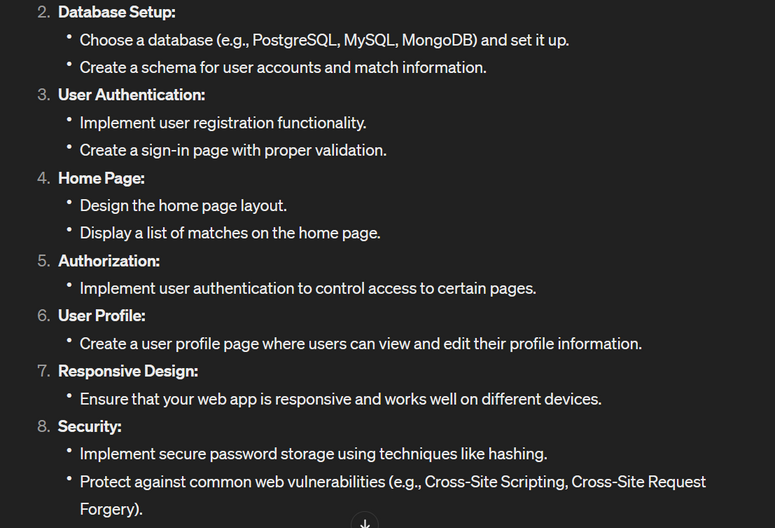 2. Database Setup:
• Choose a database (e.g., PostgreSQL, MySQL, MongoDB) and set it up.
• Create a schema for user accounts and match information.
3. User Authentication:
• Implement user registration functionality.
• Create a sign-in page with proper validation.
4. Home Page:
• Design the home page layout.
• Display a list of matches on the home page.
5. Authorization:
• Implement user authentication to control access to certain pages.
6. User Profile:
• Create a user profile page where users can view and edit their profile information.
7. Responsive Design:
• Ensure that your web app is responsive and works well on different devices.
8. Security:
• Implement secure password storage using techniques like hashing.
• Protect against common web vulnerabilities (e.g., Cross-Site Scripting, Cross-Site Request
Forgery).